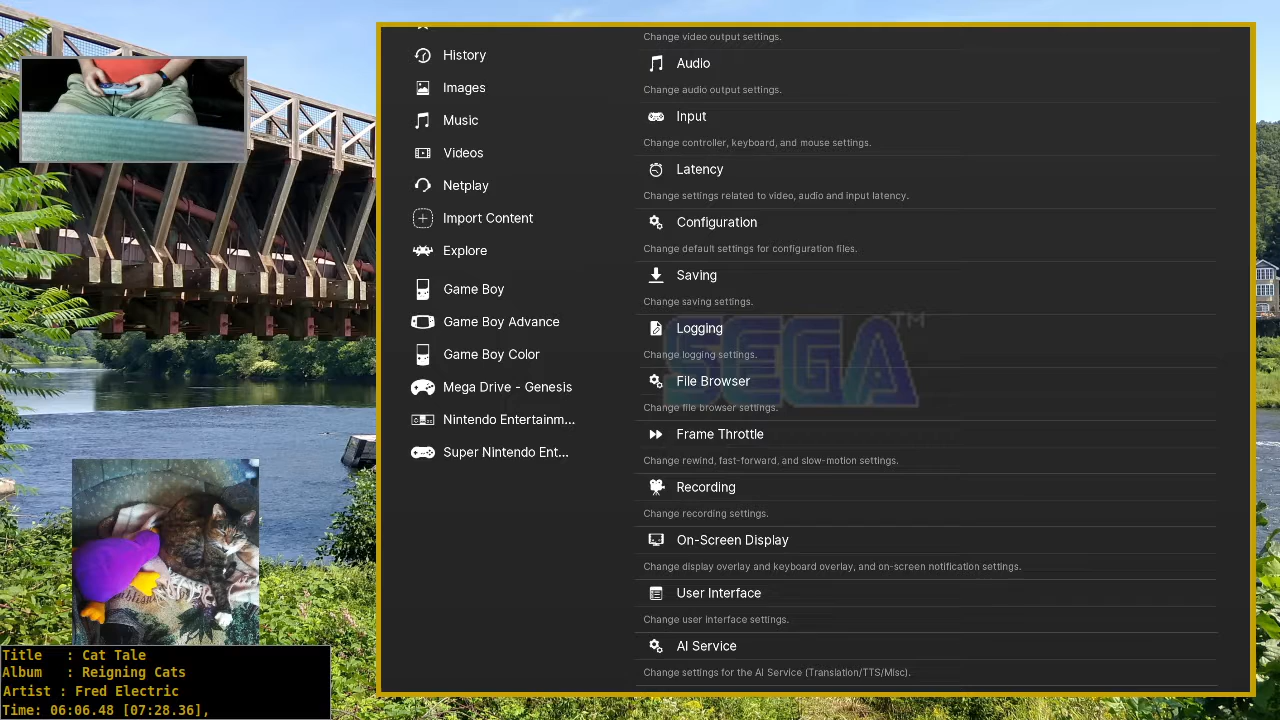 History
Images
Music
Videos
Netplay
Import Content
Explore
Game Boy
Game Boy Advance
Game Boy Color
Mega Drive - Genesis
Nintendo Entertainm...
Super Nintendo Ent...
Change video output settings.
Audio
Change audio output settings.
Input
Change controller, keyboard, and mouse settings.
Latency
Change settings related to video, audio and input latency.
Configuration
Change default settings for configuration files.
Saving
Change saving settings.
Logging
Change logging settings.
File Browser
Change file browser settings.
Frame Throttle
Change rewind, fast-forward, and slow-motion settings.
Recording
Change recording settings.
On-Screen Display
Change display overlay and keyboard overlay, and on-screen notification settings.
User Interface
Change user interface settings.
AI Service
Change settings for the AI Service (Translation/TTS/Misc).
SEGA™
Title : Cat Tale
Album : Reigning Cats
Artist : Fred Electric
Time: 06:06.48 [07:28.36],